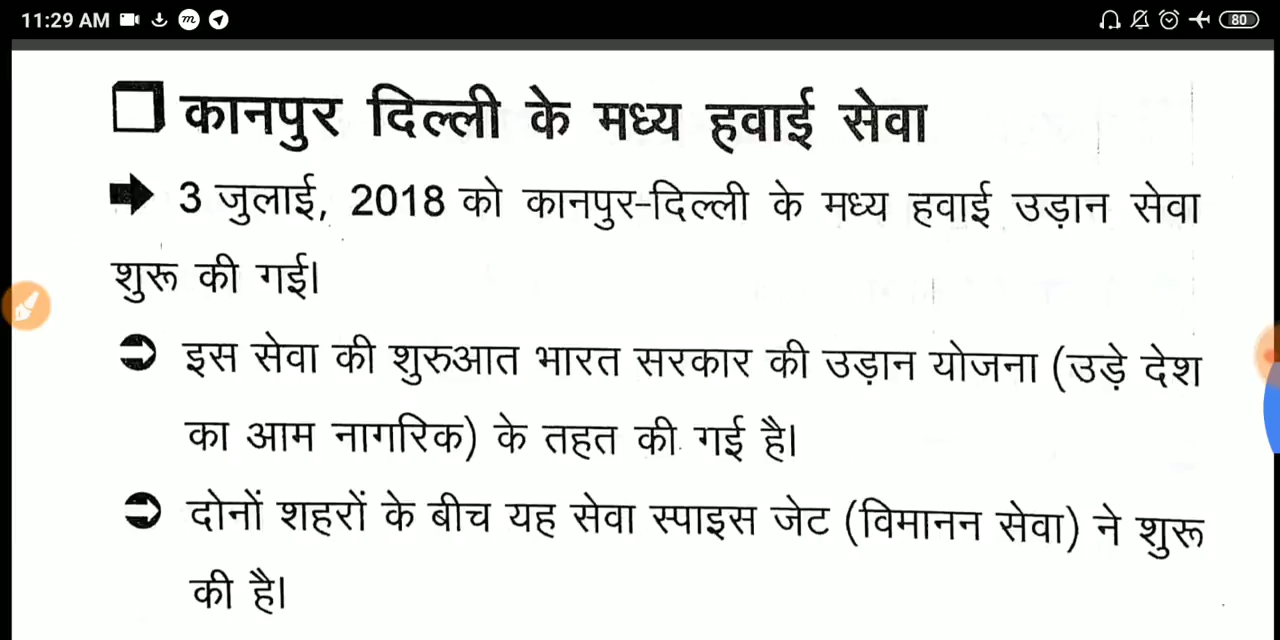 11:29 AM
80
कानपुर दिल्ली के मध्य हवाई सेवा
3 जुलाई, 2018 को कानपुर-दिल्ली के मध्य हवाई उड़ान सेवा
शुरू की गई।
इस सेवा की शुरुआत भारत सरकार की उड़ान योजना (उड़े देश
का आम नागरिक) के तहत की गई है।
दोनों शहरों के बीच यह सेवा स्पाइस जेट (विमानन सेवा) ने शुरू
की है।